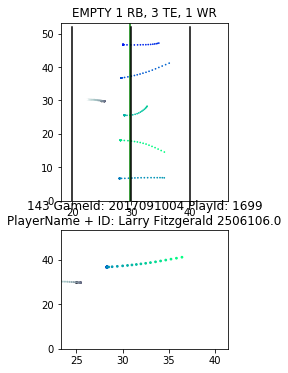 EMPTY 1 RB, 3 TE, 1 WR
50
40
30
20
10
0
20 30 40
143 GameId: 2017091004 PlayId: 1699
PlayerName + ID: Larry Fitzgerald 2506106.0
40
20
0
25 30 35 40